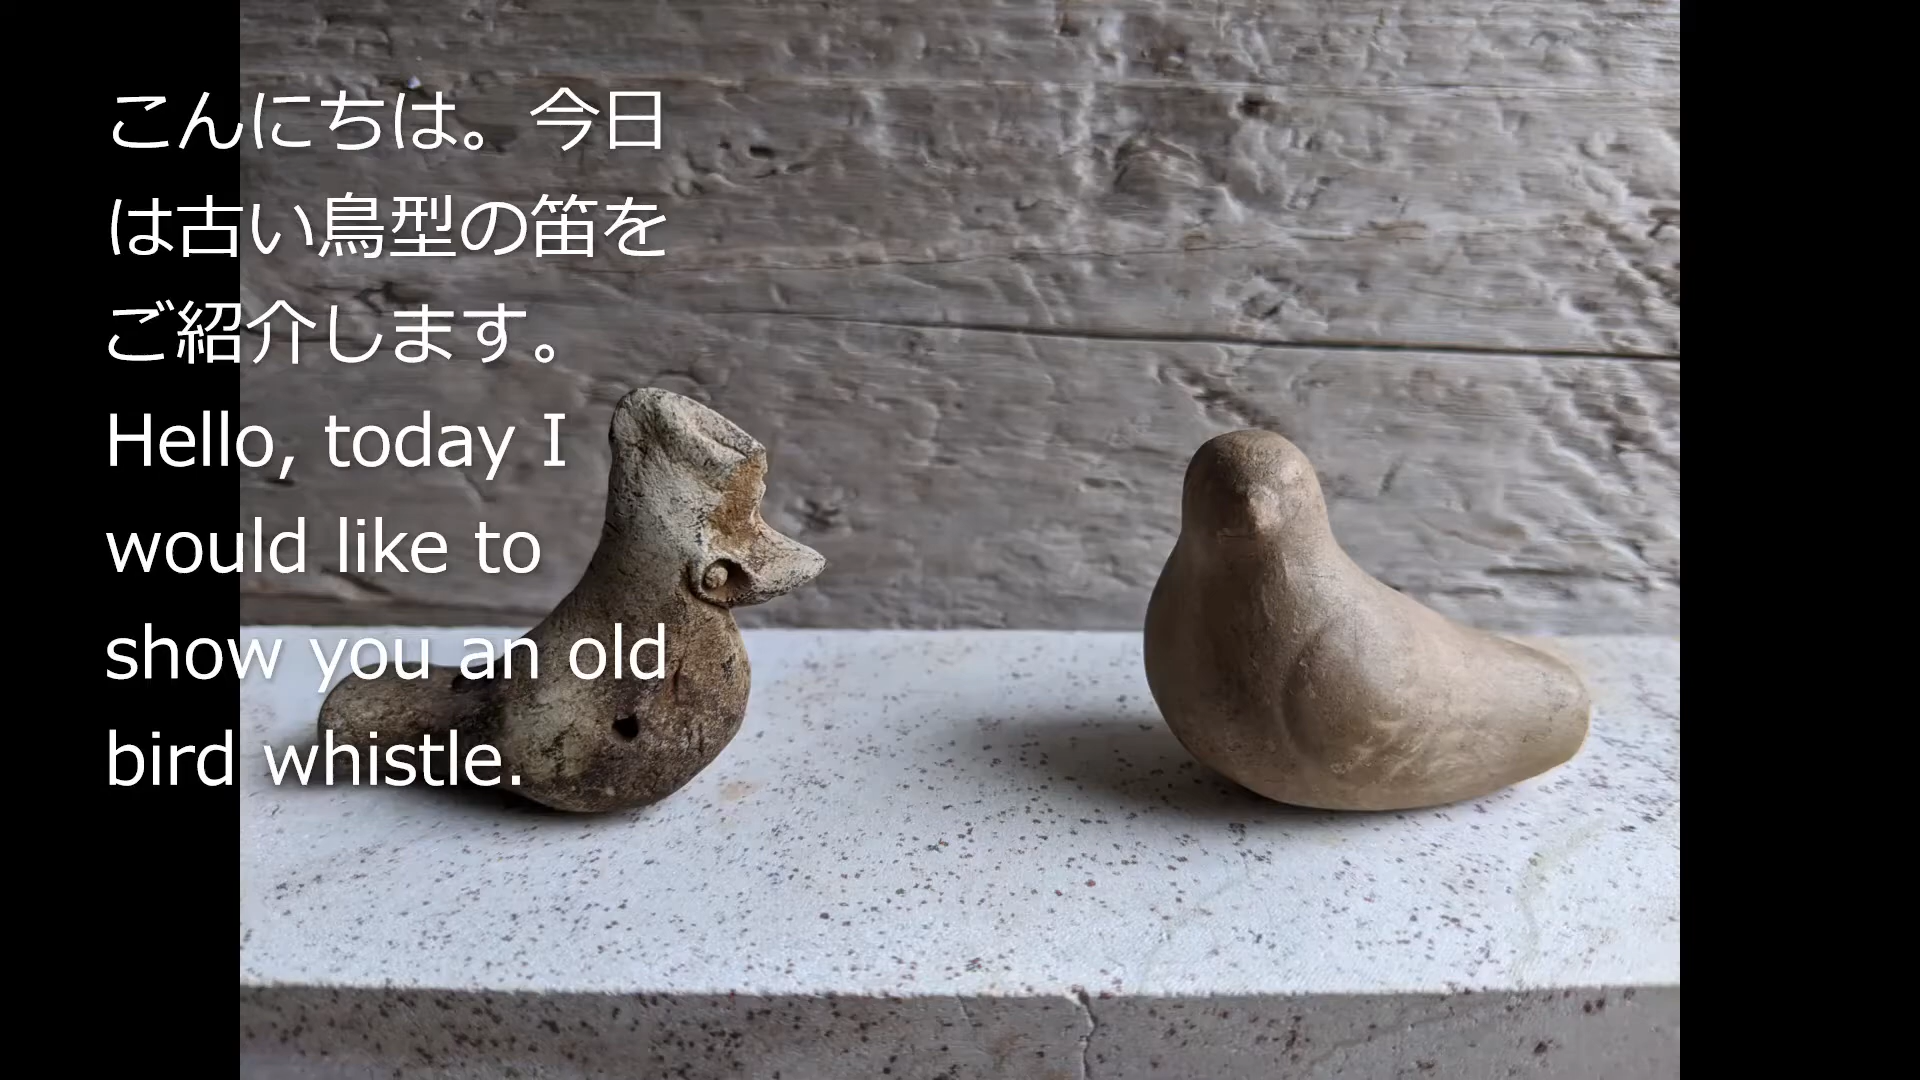 こんにちは。今日
は古い鳥型の笛を
ご紹介します。
Hello, today I
would like to
show you an old
bird whistle.